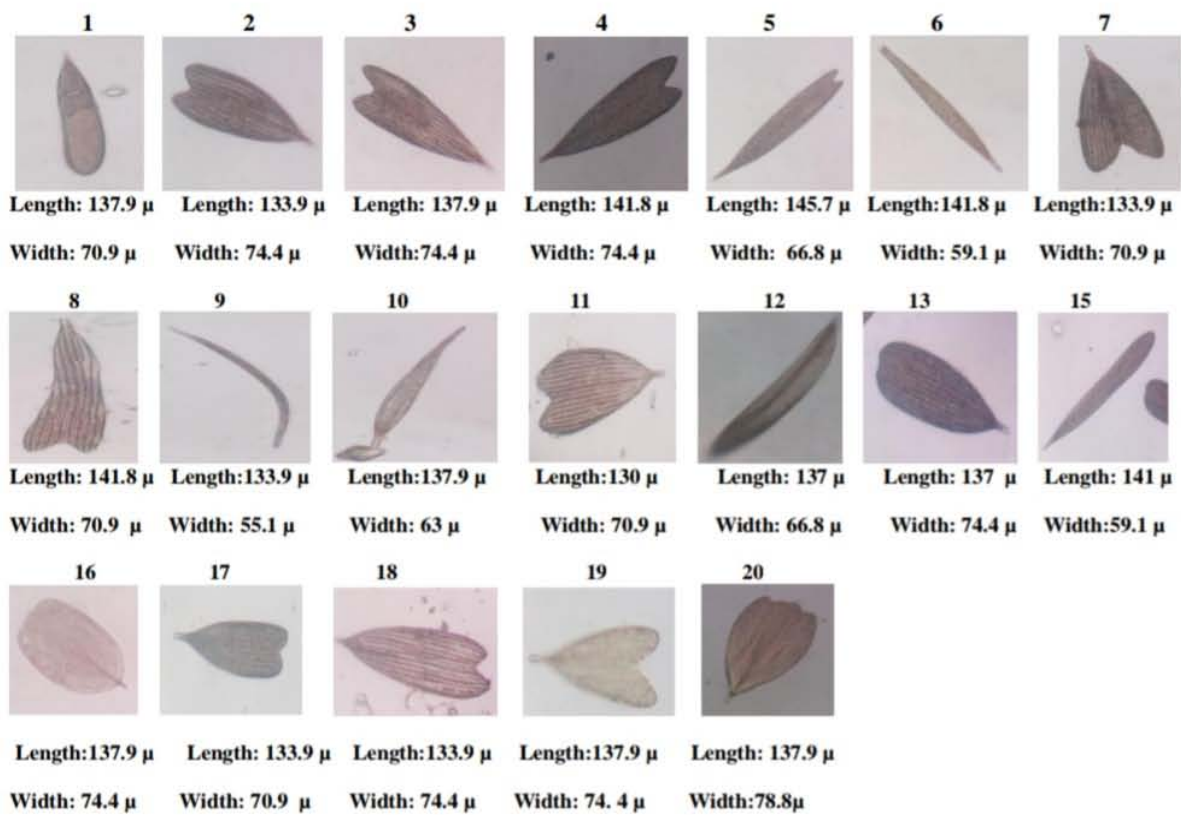 1 2 3 4 5 6 7
Length: 137.9 µ Length: 133.9 µ Length: 137.9 µ Length: 141.8 µ Length: 145.7 µ Length:141.8 µ Length:133.9 µ
Width: 70.9 µ Width: 74.4 µ Width:74.4 µ Width: 74.4 µ Width: 66.8 µ Width: 59.1 µ Width: 70.9 µ
8 9 10 11 12 13 15
Length: 141.8 µ Length:133.9 µ Length:137.9 µ Length:130 µ Length: 137 µ Length: 137 µ Length: 141 µ
Width: 70.9 µ Width: 55.1 µ Width: 63 µ Width: 70.9 µ Width: 66.8 µ Width: 74.4 µ Width:59.1 µ
16 17 18 19 20
Length:137.9 µ Length: 133.9 µ Length: 133.9 µ Length:137.9 µ Length: 137.9 µ
Width: 74.4 µ Width: 70.9 µ Width: 74.4 µ Width: 74. 4 µ Width:78.8µ